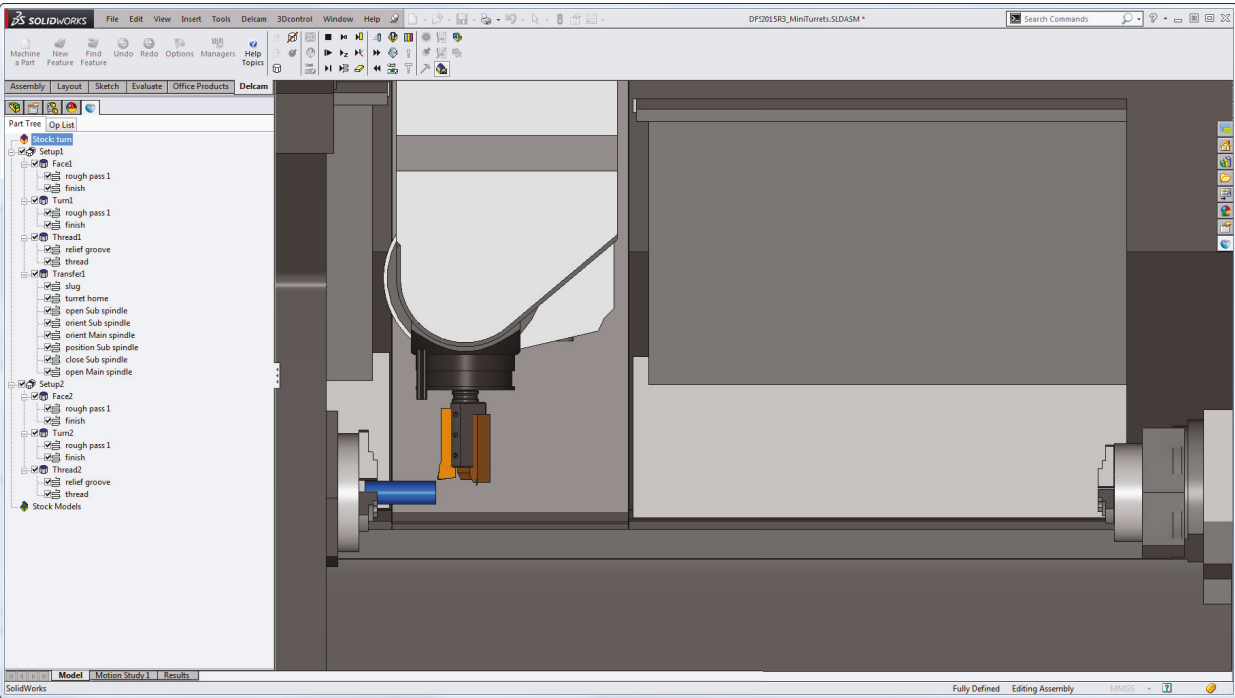 SOLIDWORKS File Edit View Insert Tools Delcam 3Dcontrol Window Help DF2015R3_MiniTurrets.SLDASM * Search Commands
Machine a Part New Feature Find Feature Undo Redo Options Managers Help Topics
Assembly Layout Sketch Evaluate Office Products Delcam
Part Tree Op List
Stock: turn
Setup1
Face1
rough pass 1
finish
Turn1
rough pass 1
finish
Thread1
relief groove
thread
Transfer1
slug
turret home
open Sub spindle
orient Sub spindle
orient Main spindle
position Sub spindle
close Sub spindle
open Main spindle
Setup2
Face2
rough pass 1
finish
Turn2
rough pass 1
finish
Thread2
relief groove
thread
Stock Models
Model Motion Study 1 Results
SolidWorks Fully Defined Editing Assembly MMGS